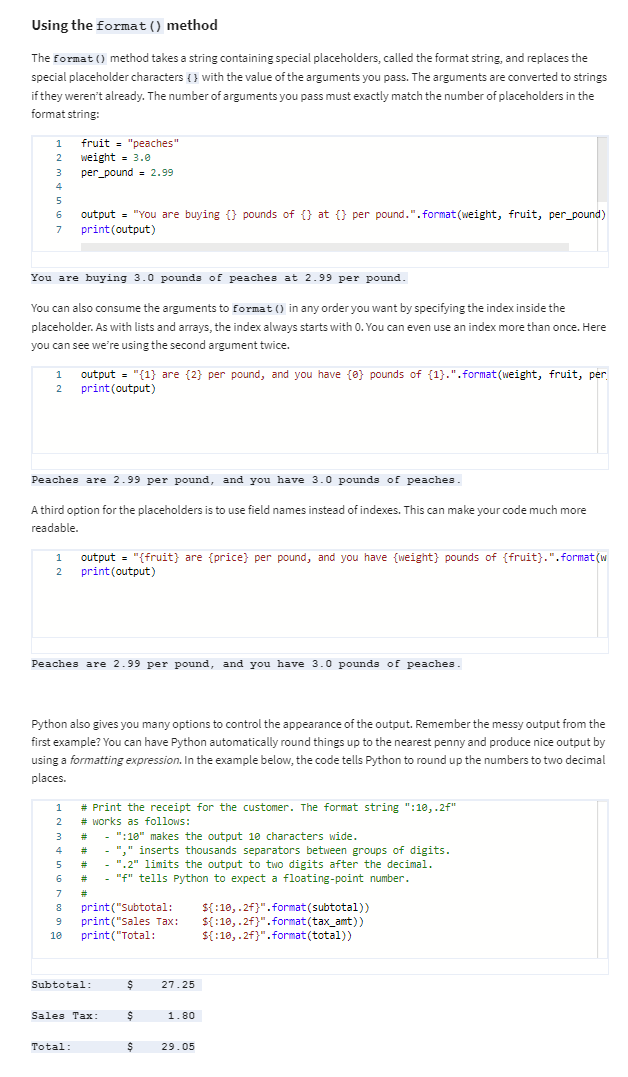 Using the format() method
The format() method takes a string containing special placeholders, called the format string, and replaces the
special placeholder characters {} with the value of the arguments you pass. The arguments are converted to strings
if they weren't already. The number of arguments you pass must exactly match the number of placeholders in the
format string:
1 fruit = "peaches"
2 weight = 3.0
3 per_pound = 2.99
4
5
6 output = "You are buying {} pounds of {} at {} per pound.".format(weight, fruit, per_pound)
7 print(output)
You are buying 3.0 pounds of peaches at 2.99 per pound.
You can also consume the arguments to format() in any order you want by specifying the index inside the
placeholder. As with lists and arrays, the index always starts with 0. You can even use an index more than once. Here
you can see we're using the second argument twice.
1 output = "{1} are {2} per pound, and you have {0} pounds of {1}.".format(weight, fruit, per
2 print(output)
Peaches are 2.99 per pound, and you have 3.0 pounds of peaches.
A third option for the placeholders is to use field names instead of indexes. This can make your code much more
readable.
1 output = "{fruit} are {price} per pound, and you have {weight} pounds of {fruit}.".format(w
2 print(output)
Peaches are 2.99 per pound, and you have 3.0 pounds of peaches.
Python also gives you many options to control the appearance of the output. Remember the messy output from the
first example? You can have Python automatically round things up to the nearest penny and produce nice output by
using a formatting expression. In the example below, the code tells Python to round up the numbers to two decimal
places.
1 # Print the receipt for the customer. The format string ":10,.2f"
2 # works as follows:
3 # - ":10" makes the output 10 characters wide.
4 # - "," inserts thousands separators between groups of digits.
5 # - ".2" limits the output to two digits after the decimal.
6 # - "f" tells Python to expect a floating-point number.
7 #
8 print("Subtotal: ${:10,.2f}".format(subtotal))
9 print("Sales Tax: ${:10,.2f}".format(tax_amt))
10 print("Total: ${:10,.2f}".format(total))
Subtotal: $ 27.25
Sales Tax: $ 1.80
Total: $ 29.05